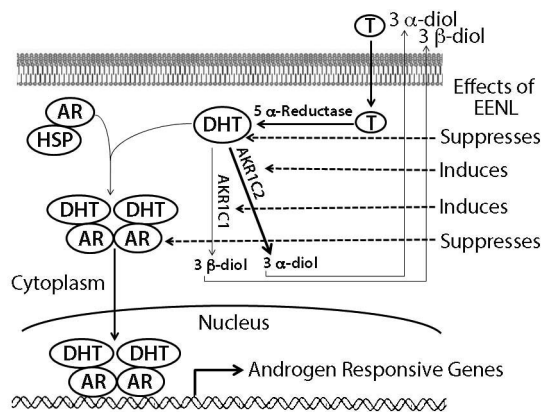 T
3 α-diol
3 β-diol
Effects of
EENL
AR
HSP
DHT
5 α-Reductase
T
Suppresses
AKR1C2
Induces
AKR1C1
Induces
DHT
DHT
AR
AR
Suppresses
3 β-diol
3 α-diol
Cytoplasm
Nucleus
DHT
DHT
AR
AR
Androgen Responsive Genes